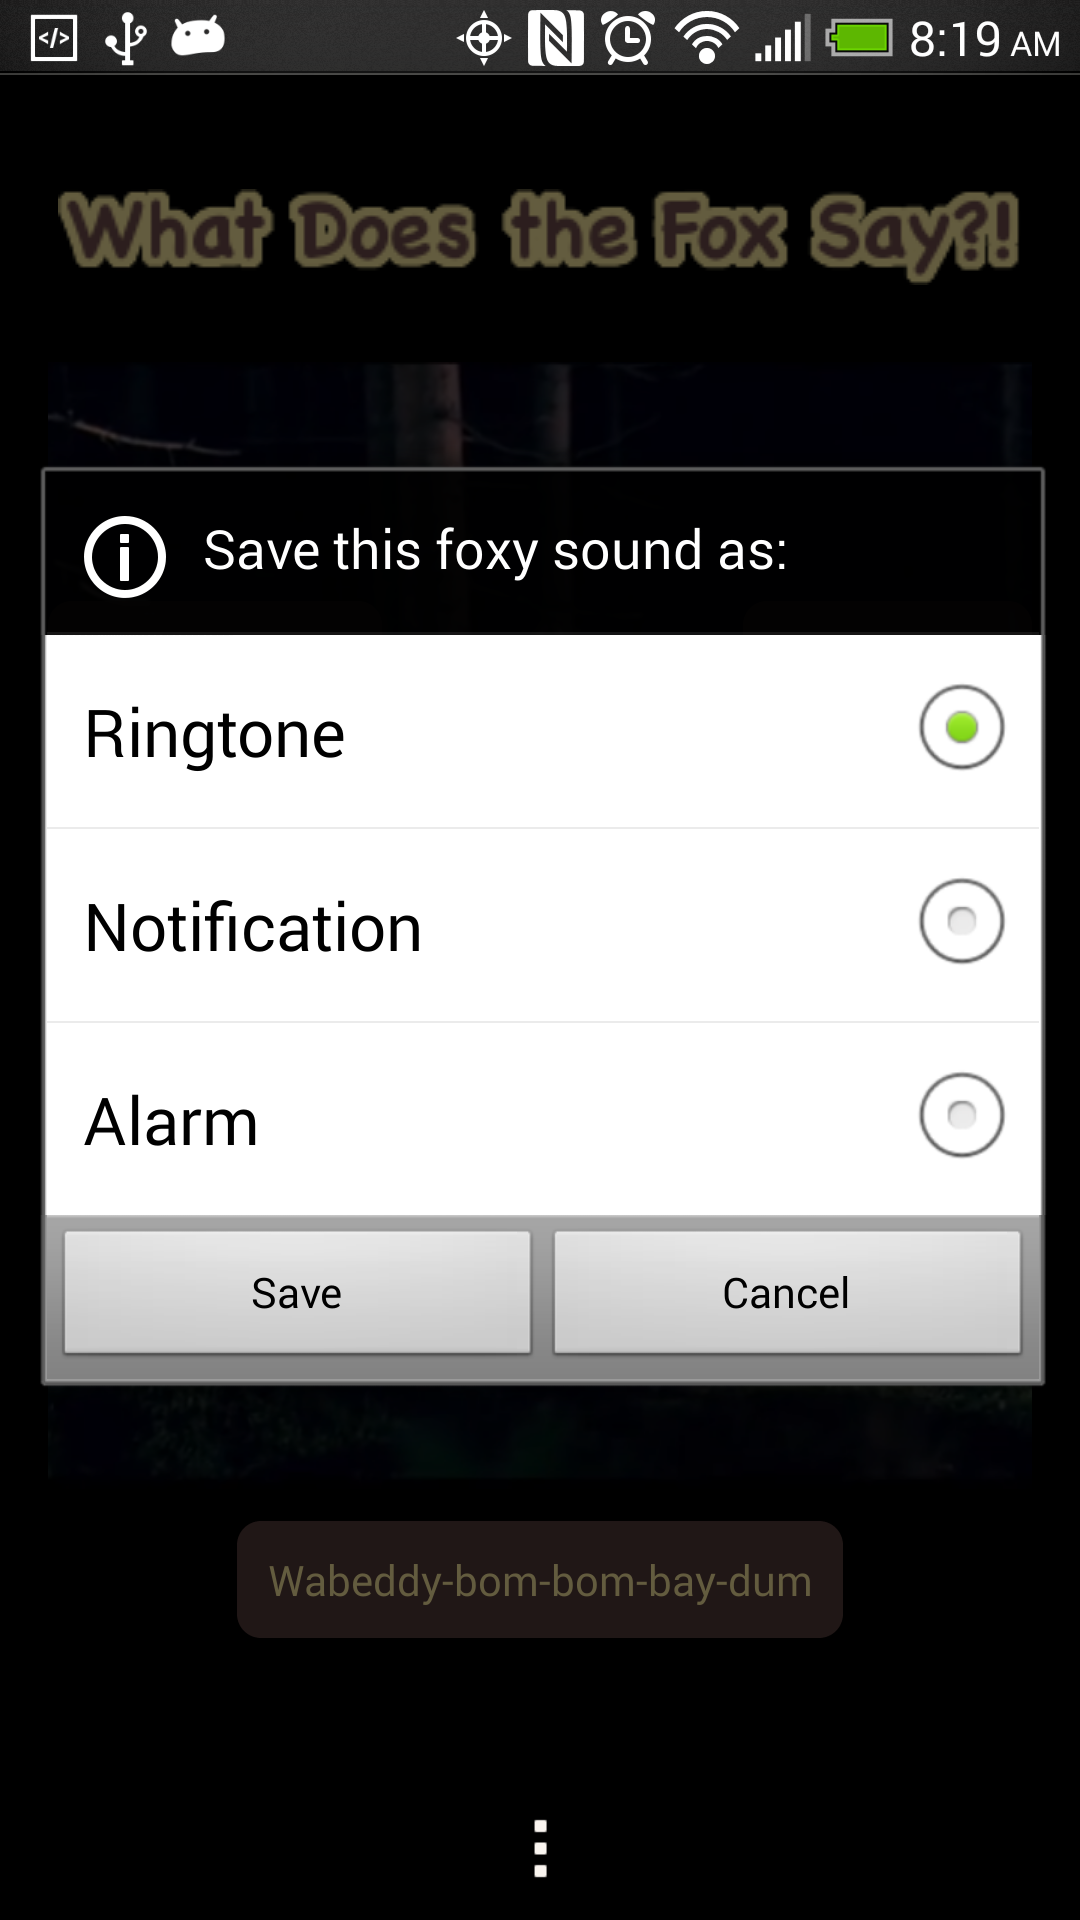 8:19 AM
What Does the Fox Say?!
Save this foxy sound as:
Ringtone
Notification
Alarm
Save
Cancel
Wabeddy-bom-bom-bay-dum